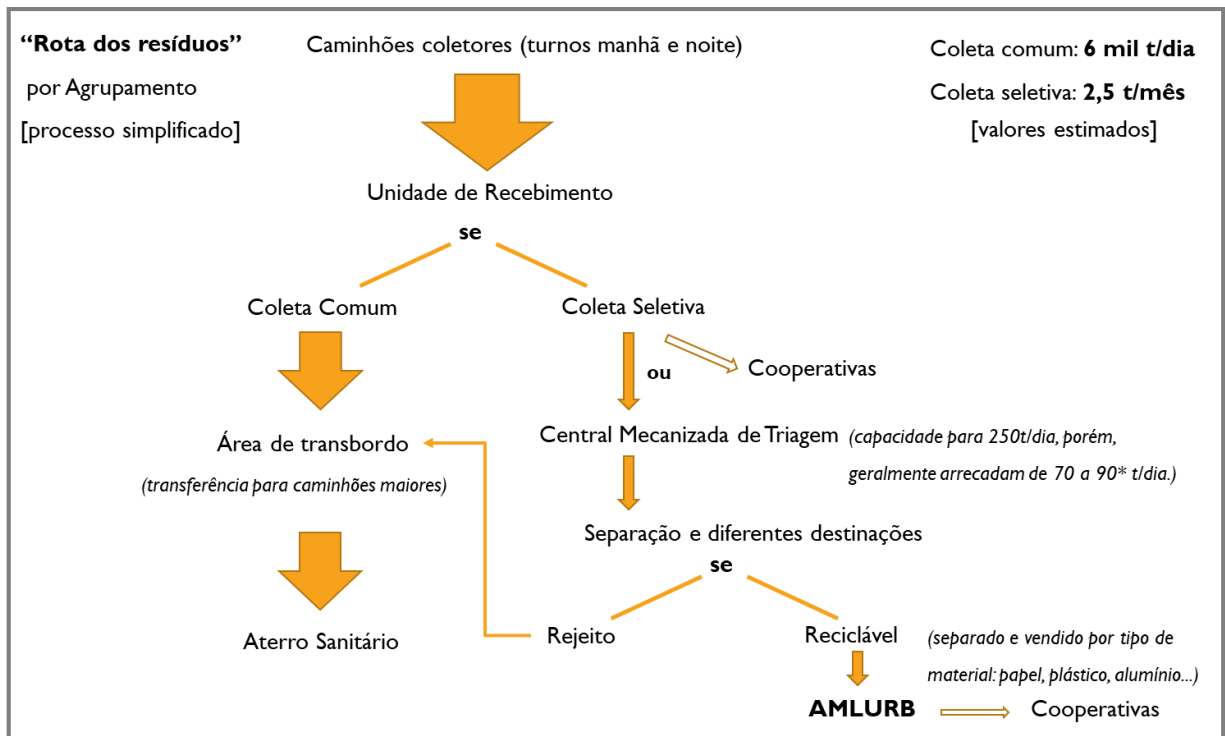 “Rota dos resíduos”
por Agrupamento
[processo simplificado]
Caminhões coletores (turnos manhã e noite)
Coleta comum: 6 mil t/dia
Coleta seletiva: 2,5 t/mês
[valores estimados]
Unidade de Recebimento
se
Coleta Comum
Coleta Seletiva
ou
Cooperativas
Área de transbordo
(transferência para caminhões maiores)
Central Mecanizada de Triagem
(capacidade para 250t/dia, porém,
geralmente arrecadam de 70 a 90* t/dia.)
Separação e diferentes destinações
se
Aterro Sanitário
Rejeito
Reciclável
(separado e vendido por tipo de
material: papel, plástico, alumínio...)
AMLURB
Cooperativas